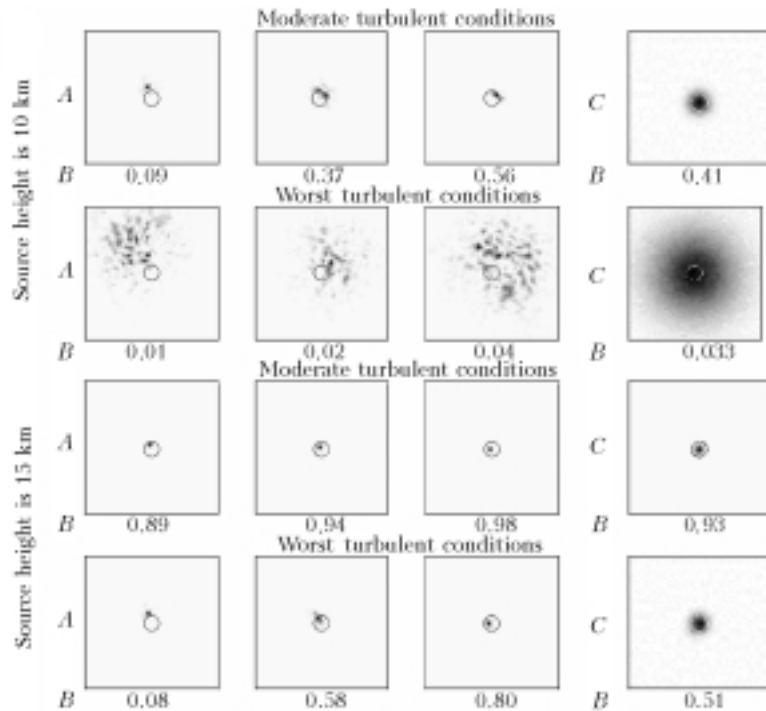 Moderate turbulent conditions
Source height is 10 km
A
C
B 0,09 0,37 0,56
B 0,41
Worst turbulent conditions
A
C
B 0,01 0,02 0,04
B 0,033
Moderate turbulent conditions
Source height is 15 km
A
C
B 0,89 0,94 0,98
B 0,93
Worst turbulent conditions
A
C
B 0,08 0,58 0,80
B 0,51